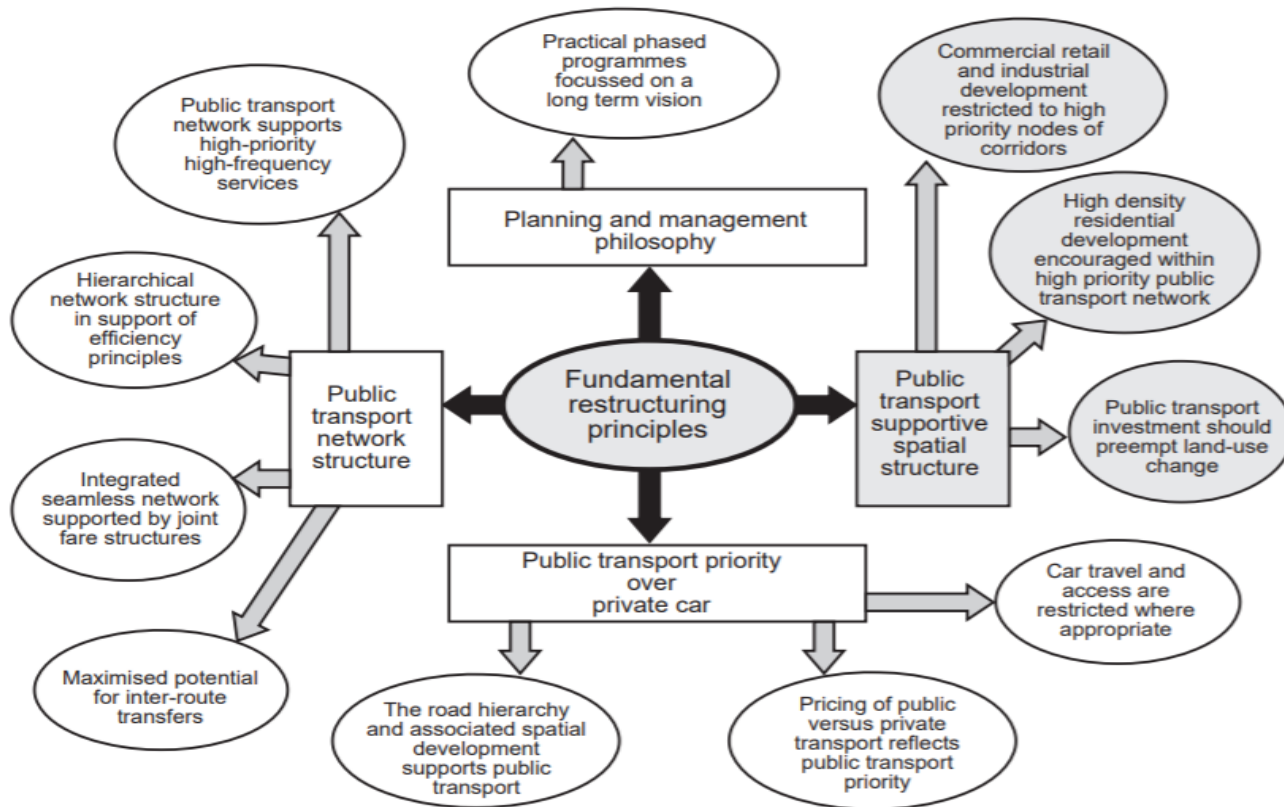 Practical phased
programmes
focussed on a
long term vision
Commercial retail
and industrial
development
restricted to high
priority nodes of
corridors
Public transport
network supports
high-priority
high-frequency
services
Planning and management
philosophy
High density
residential
development
encouraged within
high priority public
transport network
Hierarchical
network structure
in support of
efficiency
principles
Public
transport
network
structure
Fundamental
restructuring
principles
Public
transport
supportive
spatial
structure
Public transport
investment should
preempt land-use
change
Integrated
seamless network
supported by joint
fare structures
Public transport priority
over
private car
Car travel and
access are
restricted where
appropriate
Maximised potential
for inter-route
transfers
The road hierarchy
and associated spatial
development
supports public
transport
Pricing of public
versus private
transport reflects
public transport
priority